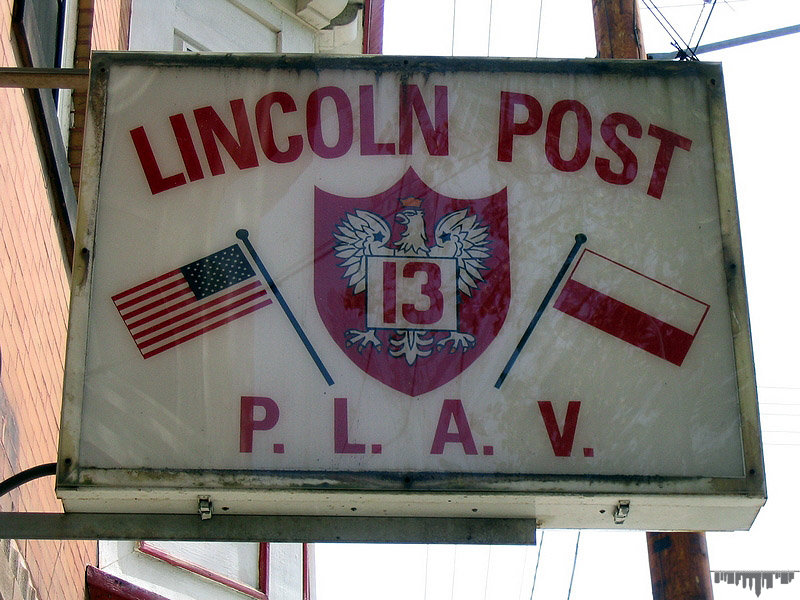 LINCOLN POST
13
P. L. A. V.